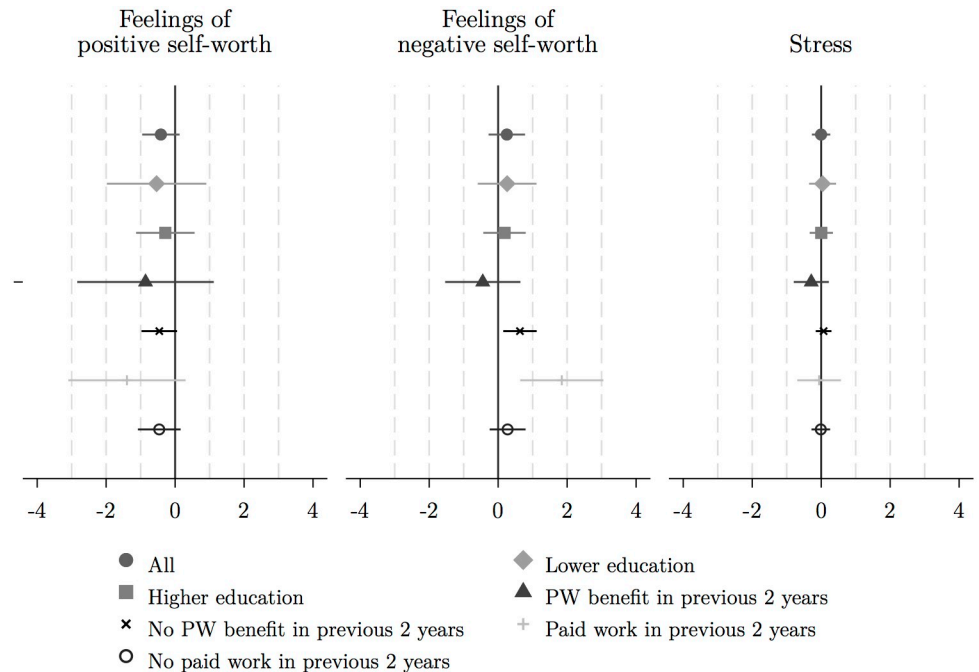 Feelings of
positive self-worth
Feelings of
negative self-worth
Stress
-4 -2 0 2 4
-4 -2 0 2 4
-4 -2 0 2 4
All
Lower education
Higher education
PW benefit in previous 2 years
No PW benefit in previous 2 years
Paid work in previous 2 years
No paid work in previous 2 years